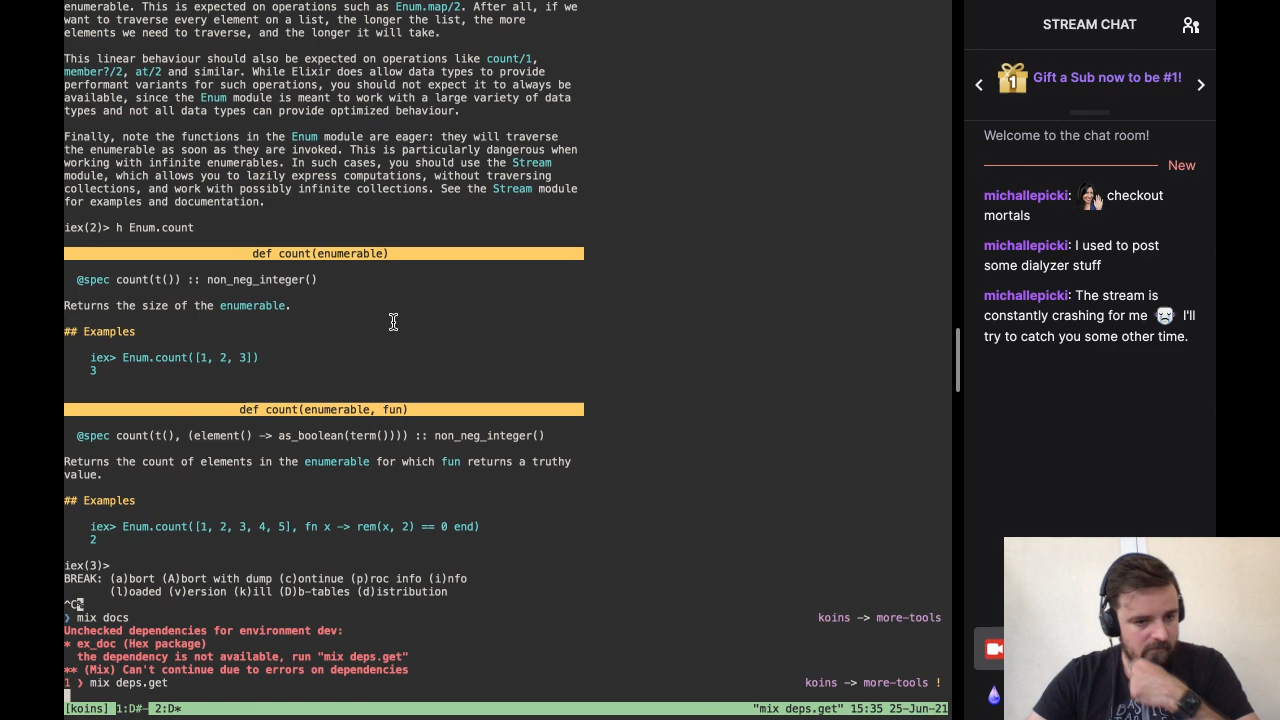 enumerable. This is expected on operations such as Enum.map/2. After all, if we
want to traverse every element on a list, the longer the list, the more
elements we need to traverse, and the longer it will take.
This linear behaviour should also be expected on operations like count/1,
member?/2, at/2 and similar. While Elixir does allow data types to provide
performant variants for such operations, you should not expect it to always be
available, since the Enum module is meant to work with a large variety of data
types and not all data types can provide optimized behaviour.
Finally, note the functions in the Enum module are eager: they will traverse
the enumerable as soon as they are invoked. This is particularly dangerous when
working with infinite enumerables. In such cases, you should use the Stream
module, which allows you to lazily express computations, without traversing
collections, and work with possibly infinite collections. See the Stream module
for examples and documentation.
iex(2)> h Enum.count
def count(enumerable)
@spec count(t()) :: non_neg_integer()
Returns the size of the enumerable.
## Examples
iex> Enum.count([1, 2, 3])
3
def count(enumerable, fun)
@spec count(t(), (element() -> as_boolean(term()))) :: non_neg_integer()
Returns the count of elements in the enumerable for which fun returns a truthy
value.
## Examples
iex> Enum.count([1, 2, 3, 4, 5], fn x -> rem(x, 2) == 0 end)
2
iex(3)>
BREAK: (a)bort (A)bort with dump (c)ontinue (p)roc info (i)nfo
(l)oaded (v)ersion (k)ill (D)b-tables (d)istribution
^C
❯ mix docs koins -> more-tools
Unchecked dependencies for environment dev:
* ex_doc (Hex package)
the dependency is not available, run "mix deps.get"
** (Mix) Can't continue due to errors on dependencies
1 ❯ mix deps.get koins -> more-tools !
[koins] 1:D#- 2:D* "mix deps.get" 15:35 25-Jun-21
STREAM CHAT
1 Gift a Sub now to be #1!
Welcome to the chat room!
New
michallepicki: checkout
mortals
michallepicki: I used to post
some dialyzer stuff
michallepicki: The stream is
constantly crashing for me I'll
try to catch you some other time.